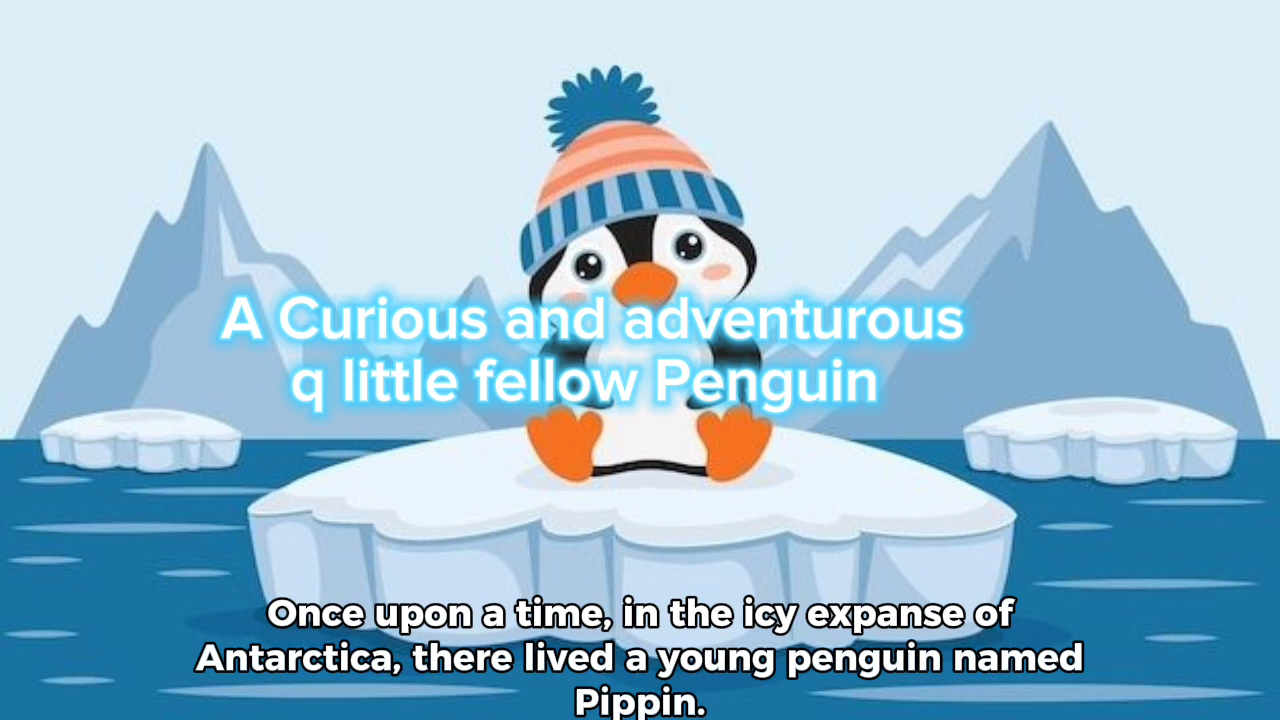 A Curious and adventurous
q little fellow Penguin
Once upon a time, in the icy expanse of
Antarctica, there lived a young penguin named
Pippin.